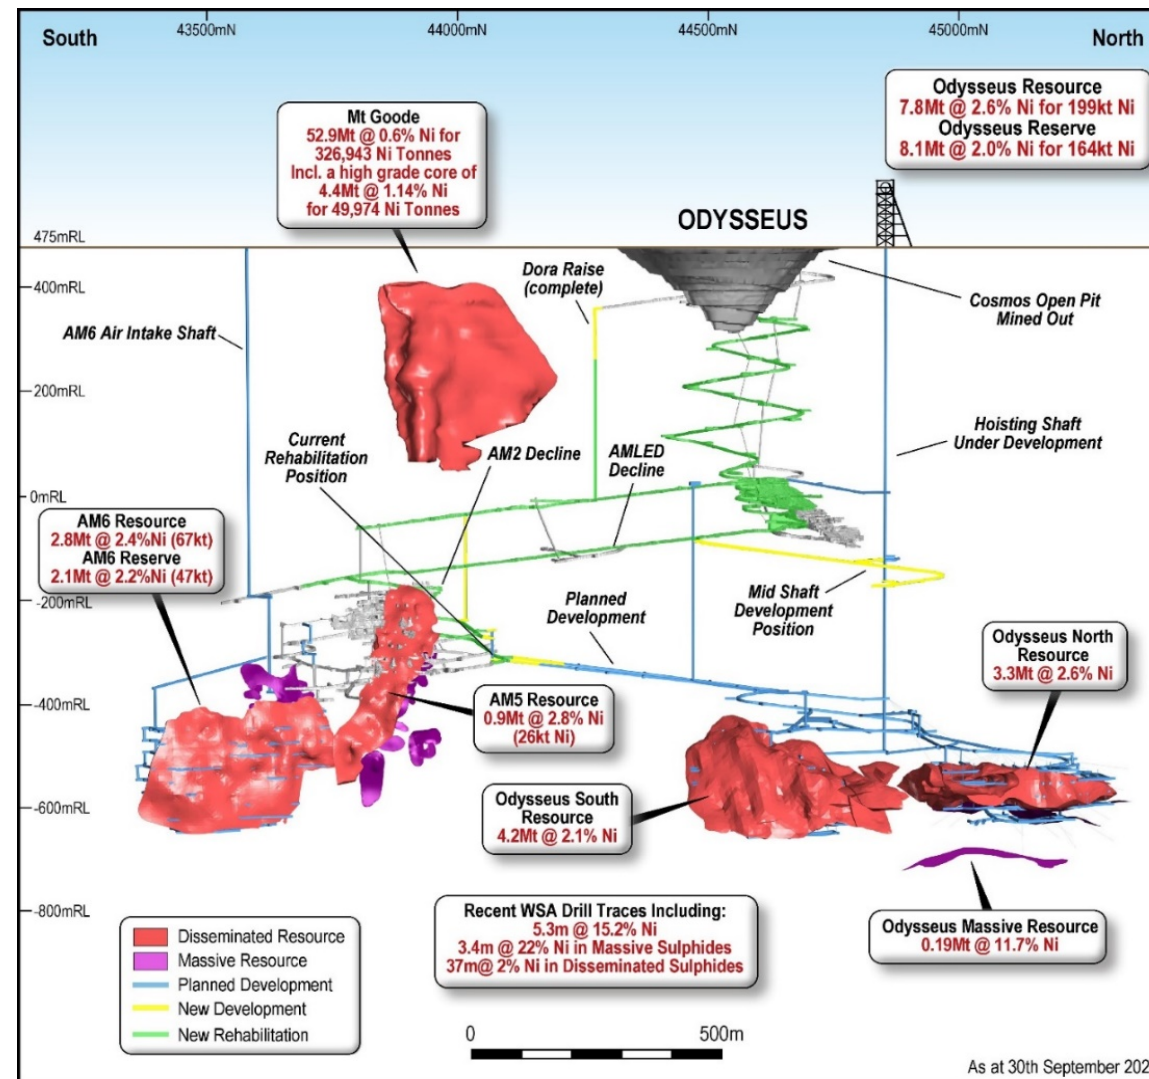 South
43500mN
44000mN
44500mN
45000mN
North
Odysseus Resource
7.8Mt @ 2.6% Ni for 199kt Ni
Odysseus Reserve
8.1Mt @ 2.0% Ni for 164kt Ni
Mt Goode
52.9Mt @ 0.6% Ni for
326,943 Ni Tonnes
Incl. a high grade core of
4.4Mt @ 1.14% Ni
for 49,974 Ni Tonnes
ODYSSEUS
475mRL
Dora Raise
(complete)
400mRL
Cosmos Open Pit
Mined Out
AM6 Air Intake Shaft
200mRL
Current
Rehabilitation
Position
AM2 Decline
AMLED
Decline
Hoisting Shaft
Under Development
0mRL
AM6 Resource
2.8Mt @ 2.4%Ni (67kt)
AM6 Reserve
2.1Mt @ 2.2%Ni (47kt)
-200mRL
Planned
Development
Mid Shaft
Development
Position
Odysseus North
Resource
3.3Mt @ 2.6% Ni
-400mRL
AM5 Resource
0.9Mt @ 2.8% Ni
(26kt Ni)
Odysseus South
Resource
4.2Mt @ 2.1% Ni
-600mRL
-800mRL
Recent WSA Drill Traces Including:
5.3m @ 15.2% Ni
3.4m @ 22% Ni in Massive Sulphides
37m@ 2% Ni in Disseminated Sulphides
Odysseus Massive Resource
0.19Mt @ 11.7% Ni
Disseminated Resource
Massive Resource
Planned Development
New Development
New Rehabilitation
0
500m
As at 30th September 202